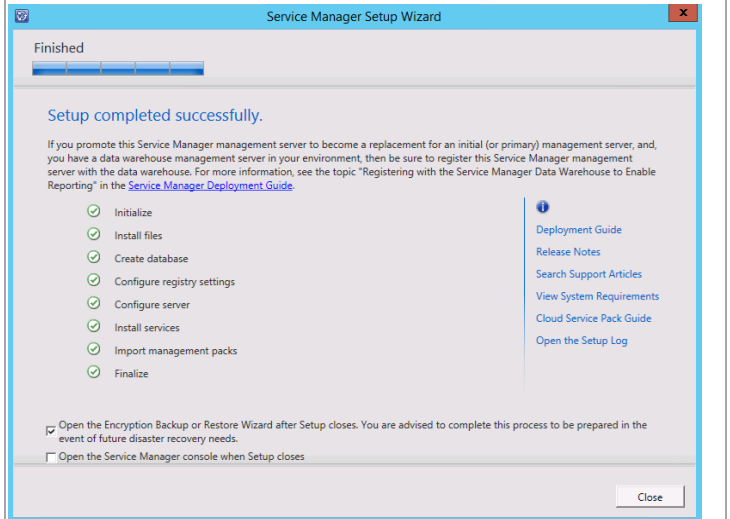 Service Manager Setup Wizard
x
Finished
Setup completed successfully.
If you promote this Service Manager management server to become a replacement for an initial (or primary) management server, and,
you have a data warehouse management server in your environment, then be sure to register this Service Manager management
server with the data warehouse. For more information, see the topic "Registering with the Service Manager Data Warehouse to Enable
Reporting" in the Service Manager Deployment Guide.
Initialize
Install files
Create database
Configure registry settings
Configure server
Install services
Import management packs
Finalize
Deployment Guide
Release Notes
Search Support Articles
View System Requirements
Cloud Service Pack Guide
Open the Setup Log
Open the Encryption Backup or Restore Wizard after Setup closes. You are advised to complete this process to be prepared in the
event of future disaster recovery needs.
Open the Service Manager console when Setup closes
Close